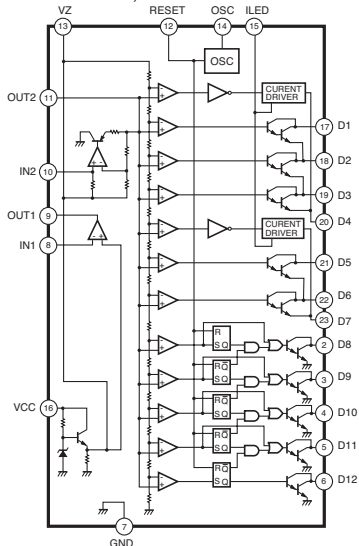 VZ RESET OSC ILED
13 12 14 15
OSC
CURENT
DRIVER
OUT2 11
17 D1
18 D2
IN2 10
19 D3
OUT1 9
20 D4
IN1 8
CURENT
DRIVER
21 D5
22 D6
23 D7
R
S Q
2 D8
R Q
S Q
3 D9
VCC 16
R Q
S Q
4 D10
R Q
S Q
5 D11
R Q
S Q
6 D12
7
GND